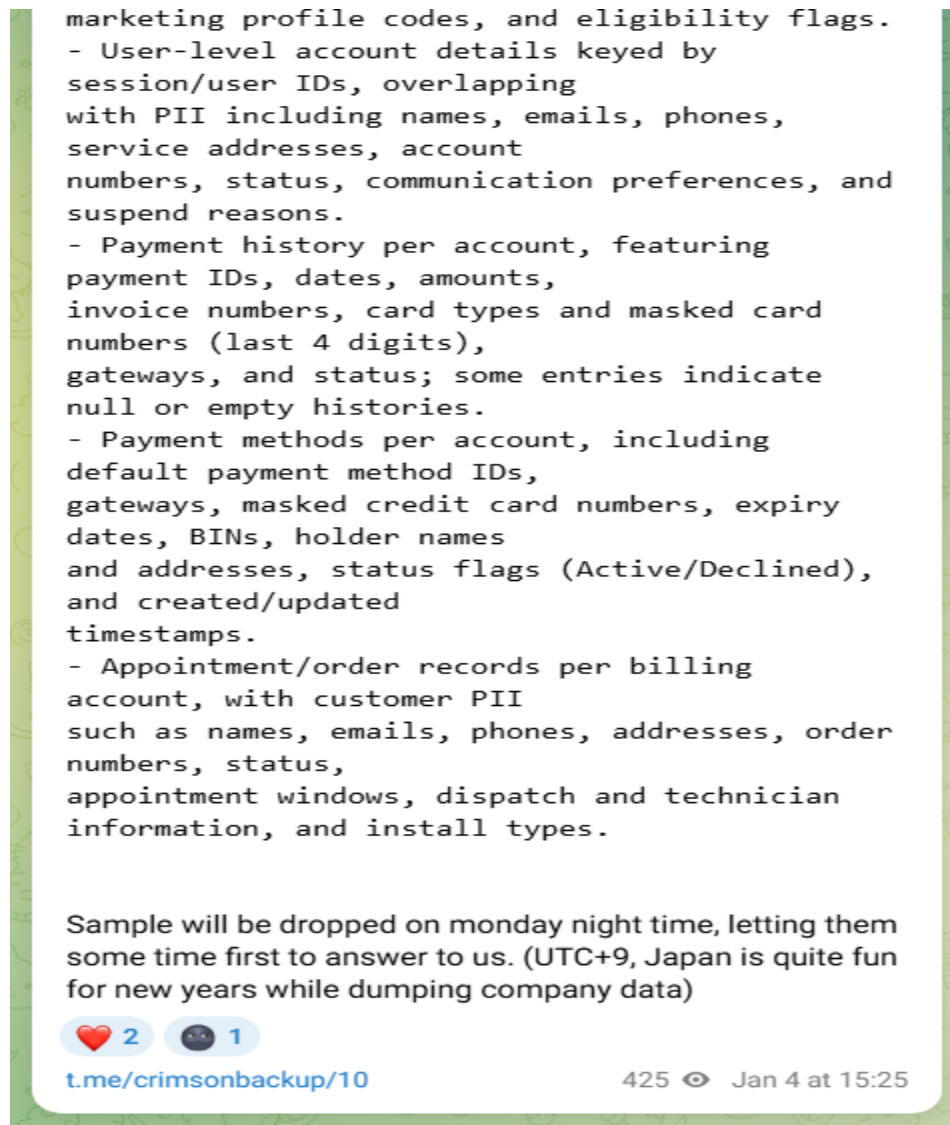 marketing profile codes, and eligibility flags.
- User-level account details keyed by
session/user IDs, overlapping
with PII including names, emails, phones,
service addresses, account
numbers, status, communication preferences, and
suspend reasons.
- Payment history per account, featuring
payment IDs, dates, amounts,
invoice numbers, card types and masked card
numbers (last 4 digits),
gateways, and status; some entries indicate
null or empty histories.
- Payment methods per account, including
default payment method IDs,
gateways, masked credit card numbers, expiry
dates, BINs, holder names
and addresses, status flags (Active/Declined),
and created/updated
timestamps.
- Appointment/order records per billing
account, with customer PII
such as names, emails, phones, addresses, order
numbers, status,
appointment windows, dispatch and technician
information, and install types.
Sample will be dropped on monday night time, letting them
some time first to answer to us. (UTC+9, Japan is quite fun
for new years while dumping company data)
2 1
t.me/crimsonbackup/10 425 Jan 4 at 15:25